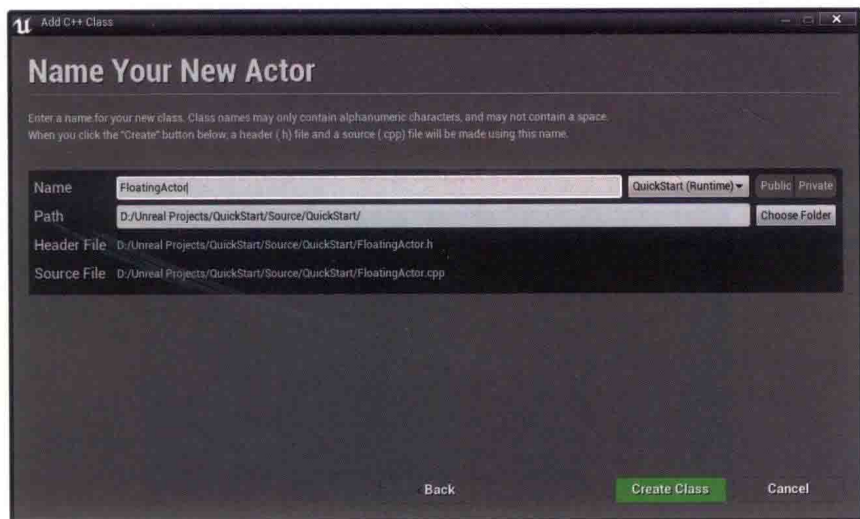 Add C++ Class
Name Your New Actor
Enter a name for your new class. Class names may only contain alphanumeric characters, and may not contain a space.
When you click the "Create" button below, a header (.h) file and a source (.cpp) file will be made using this name.
Name FloatingActor QuickStart (Runtime) Public Private
Path D:/Unreal Projects/QuickStart/Source/QuickStart/ Choose Folder
Header File D:/Unreal Projects/QuickStart/Source/QuickStart/FloatingActor.h
Source File D:/Unreal Projects/QuickStart/Source/QuickStart/FloatingActor.cpp
Back Create Class Cancel